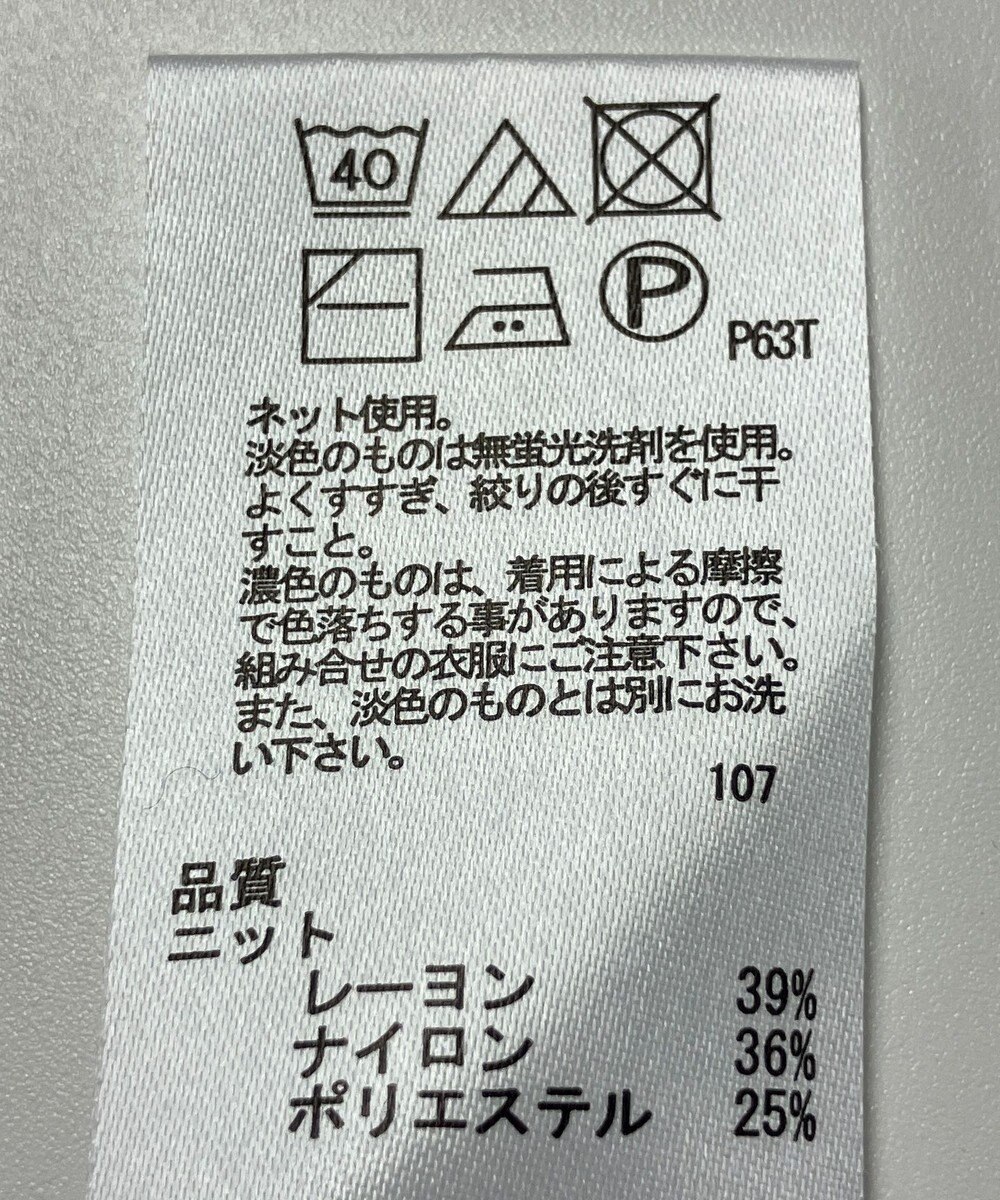 40
P
P63T
ネット使用。
淡色のものは無蛍光洗剤を使用。
よくすすぎ、絞りの後すぐに干
すこと。
濃色のものは、着用による摩擦
で色落ちする事がありますので、
組み合せの衣服にご注意下さい。
また、淡色のものとは別にお洗
い下さい。
107
品質
ニット
レーヨン 39%
ナイロン 36%
ポリエステル 25%